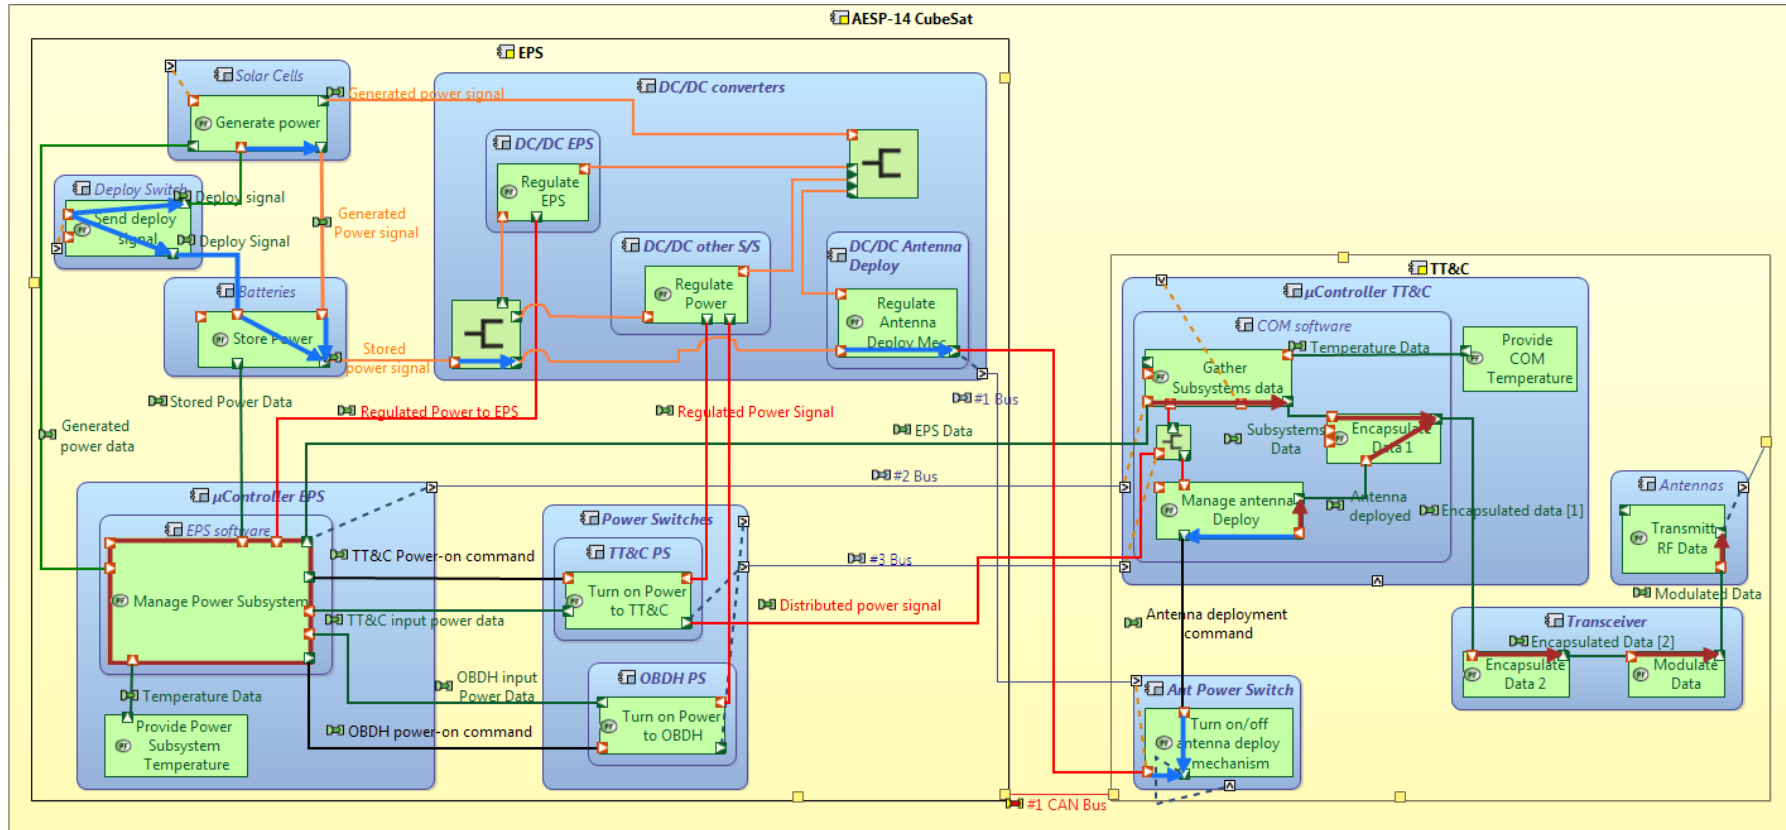 AESP-14 CubeSat
EPS
Solar Cells
Generated power signal
Generate power
DC/DC converters
DC/DC EPS
Regulate
EPS
Deploy Switch
Deploy signal
Send deploy
signal
Deploy Signal
Generated
Power signal
DC/DC other S/S
Regulate
Power
DC/DC Antenna
Deploy
Regulate
Antenna
Deploy Mec
Batteries
Store Power
Stored
power signal
Stored Power Data
Regulated Power to EPS
Regulated Power Signal
#1 Bus
Generated
power data
EPS Data
#2 Bus
TT&C
µController TT&C
COM software
Temperature Data
Provide
COM
Temperature
Gather
Subsystems data
Subsystems
Data
Encapsulate
Data 1
Manage antenna
Deploy
Antenna
deployed
Encapsulated data [1]
Antennas
Transmitt
RF Data
Modulated Data
µController EPS
EPS software
Manage Power Subsystem
TT&C Power-on command
TT&C input power data
Power Switches
TT&C PS
Turn on Power
to TT&C
#3 Bus
Distributed power signal
Antenna deployment
command
Transceiver
Encapsulated Data [2]
Encapsulate
Data 2
Modulate
Data
OBDH input
Power Data
OBDH PS
Turn on Power
to OBDH
Temperature Data
OBDH power-on command
Provide Power
Subsystem
Temperature
Ant Power Switch
Turn on/off
antenna deploy
mechanism
#1 CAN Bus